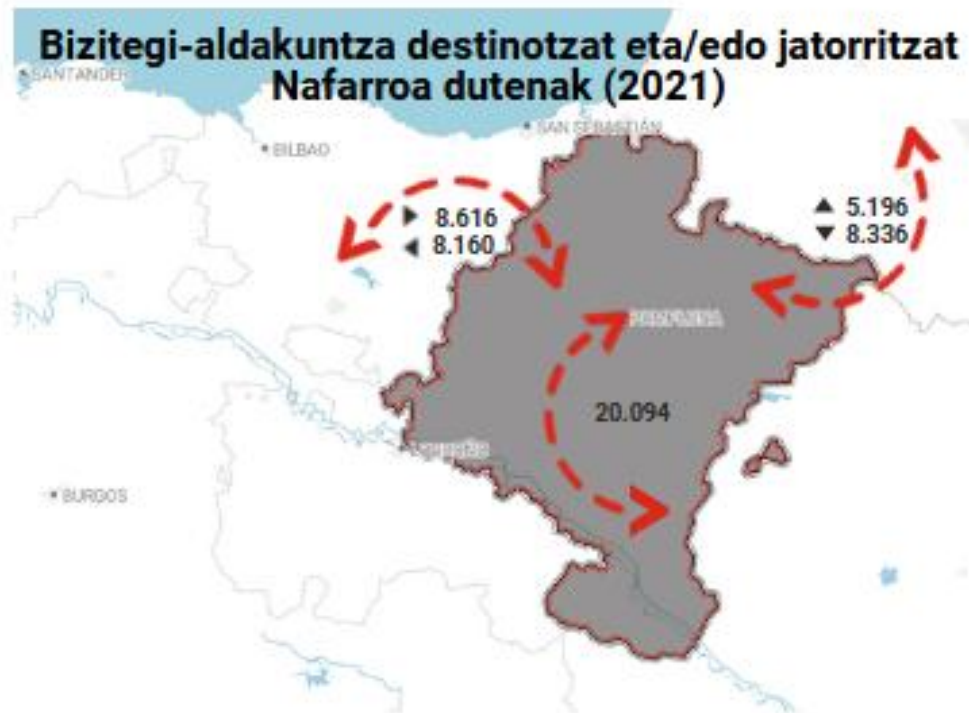 Bizitegi-aldakuntza destinotzat eta/edo jatorritzat
Nafarroa dutenak (2021)
SANTANDER
SAN SEBASTIÁN
BILBAO
▶ 8.616
◀ 8.160
▲ 5.196
▼ 8.336
PAMPLONA
20.094
LOGROÑO
BURGOS